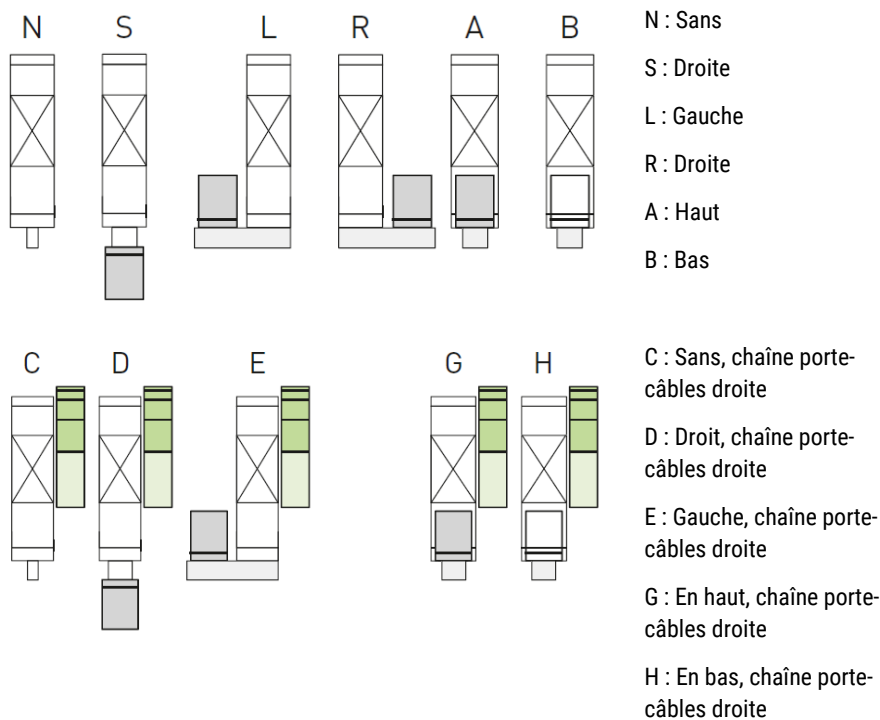 N S L R A B
N : Sans
S : Droite
L : Gauche
R : Droite
A : Haut
B : Bas
C D E G H
C : Sans, chaîne porte-
câbles droite
D : Droit, chaîne porte-
câbles droite
E : Gauche, chaîne porte-
câbles droite
G : En haut, chaîne porte-
câbles droite
H : En bas, chaîne porte-
câbles droite